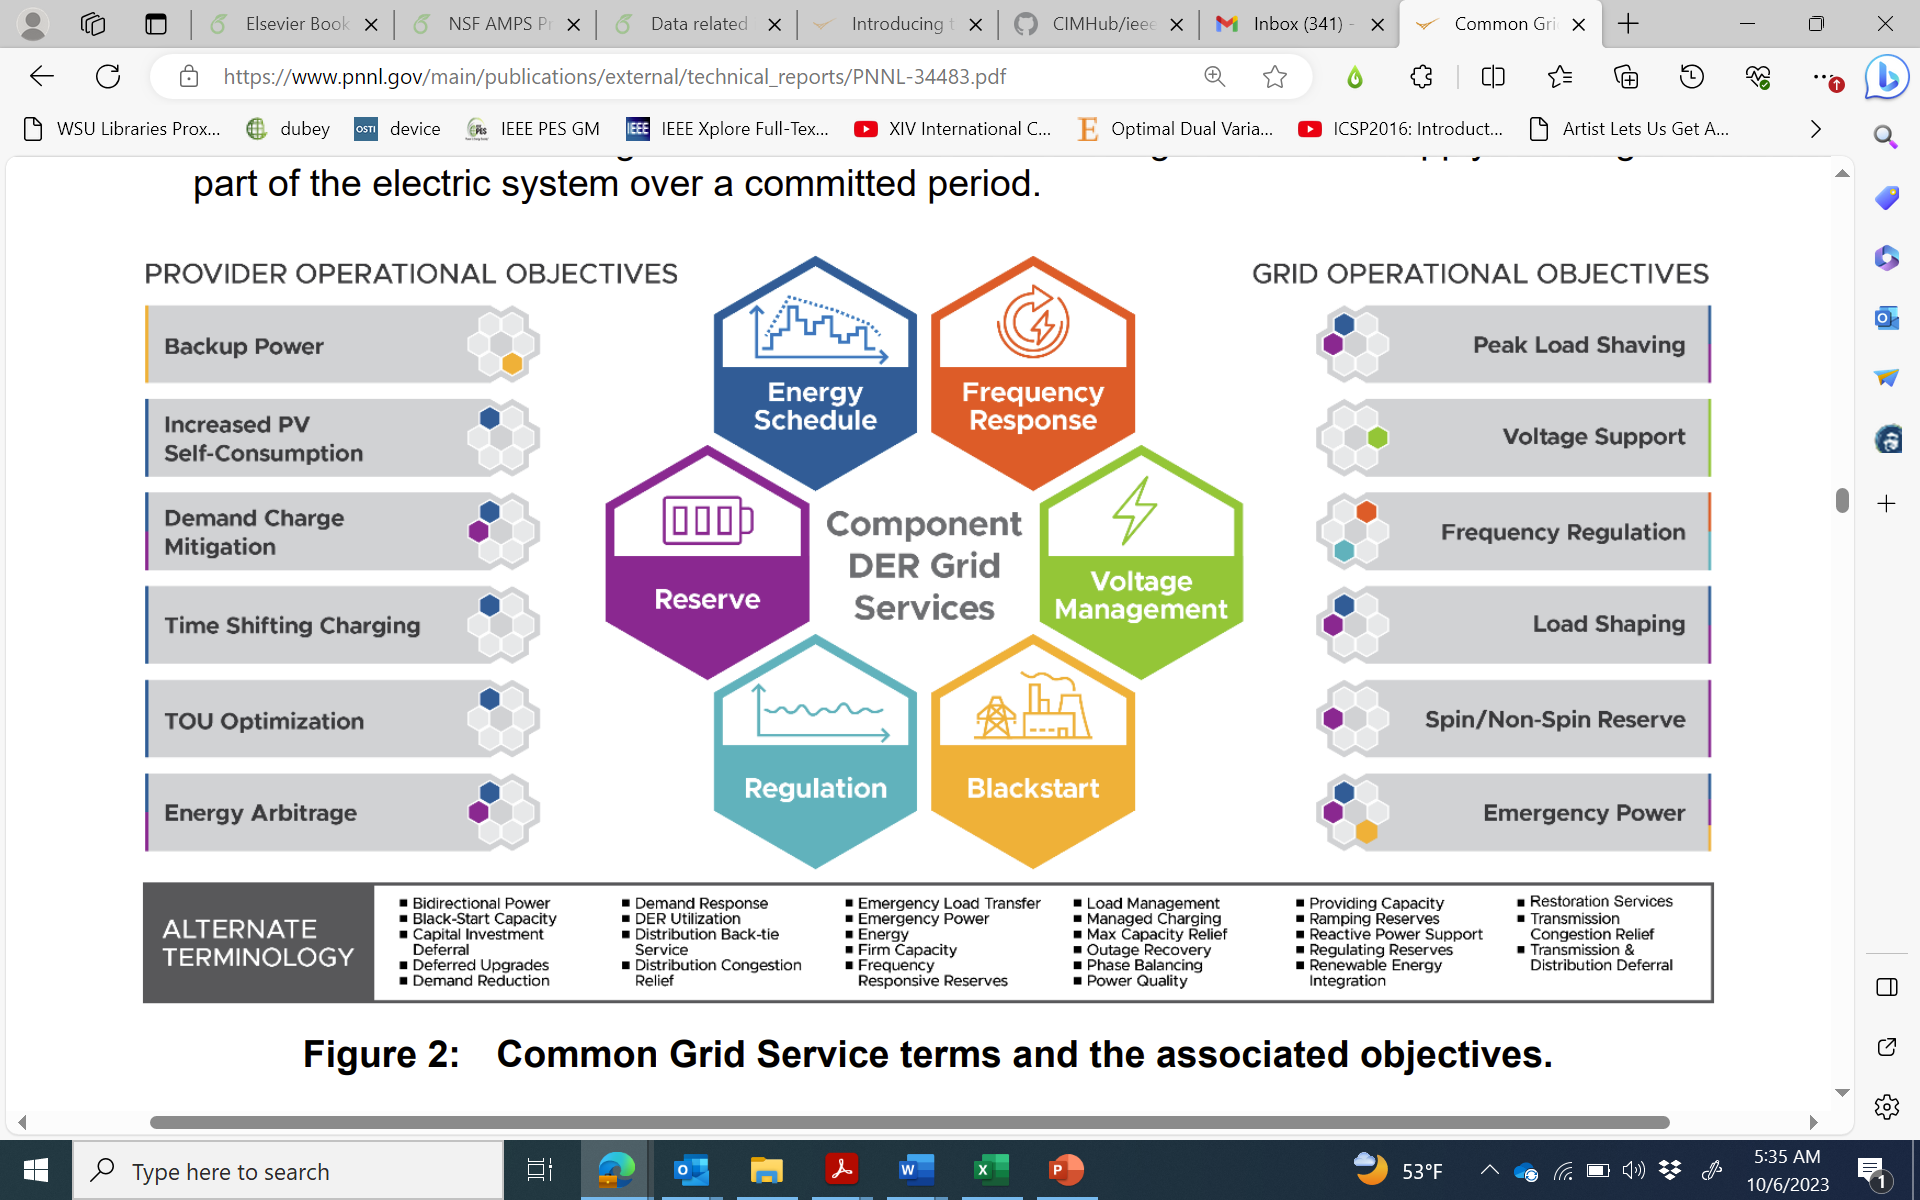 Elsevier Book
NSF AMPS Pr
Data related
Introducing t
CIMHub/ieee
Inbox (341) -
Common Gri
https://www.pnnl.gov/main/publications/external/technical_reports/PNNL-34483.pdf
WSU Libraries Prox...
dubey
OSTI
device
IEEE PES GM
IEEE
IEEE Xplore Full-Tex...
XIV International C...
Optimal Dual Varia...
ICSP2016: Introduct...
Artist Lets Us Get A...
part of the electric system over a committed period.
PROVIDER OPERATIONAL OBJECTIVES
Backup Power
Increased PV
Self-Consumption
Demand Charge
Mitigation
Time Shifting Charging
TOU Optimization
Energy Arbitrage
Energy
Schedule
Frequency
Response
Reserve
Component
DER Grid
Services
Voltage
Management
Regulation
Blackstart
GRID OPERATIONAL OBJECTIVES
Peak Load Shaving
Voltage Support
Frequency Regulation
Load Shaping
Spin/Non-Spin Reserve
Emergency Power
ALTERNATE
TERMINOLOGY
■ Bidirectional Power
■ Black-Start Capacity
■ Capital Investment
Deferral
■ Deferred Upgrades
■ Demand Reduction
■ Demand Response
■ DER Utilization
■ Distribution Back-tie
Service
■ Distribution Congestion
Relief
■ Emergency Load Transfer
■ Emergency Power
■ Energy
■ Firm Capacity
■ Frequency
Responsive Reserves
■ Load Management
■ Managed Charging
■ Max Capacity Relief
■ Outage Recovery
■ Phase Balancing
■ Power Quality
■ Providing Capacity
■ Ramping Reserves
■ Reactive Power Support
■ Regulating Reserves
■ Renewable Energy
Integration
■ Restoration Services
■ Transmission
Congestion Relief
■ Transmission &
Distribution Deferral
Figure 2: Common Grid Service terms and the associated objectives.
Type here to search
53°F
5:35 AM
10/6/2023
1